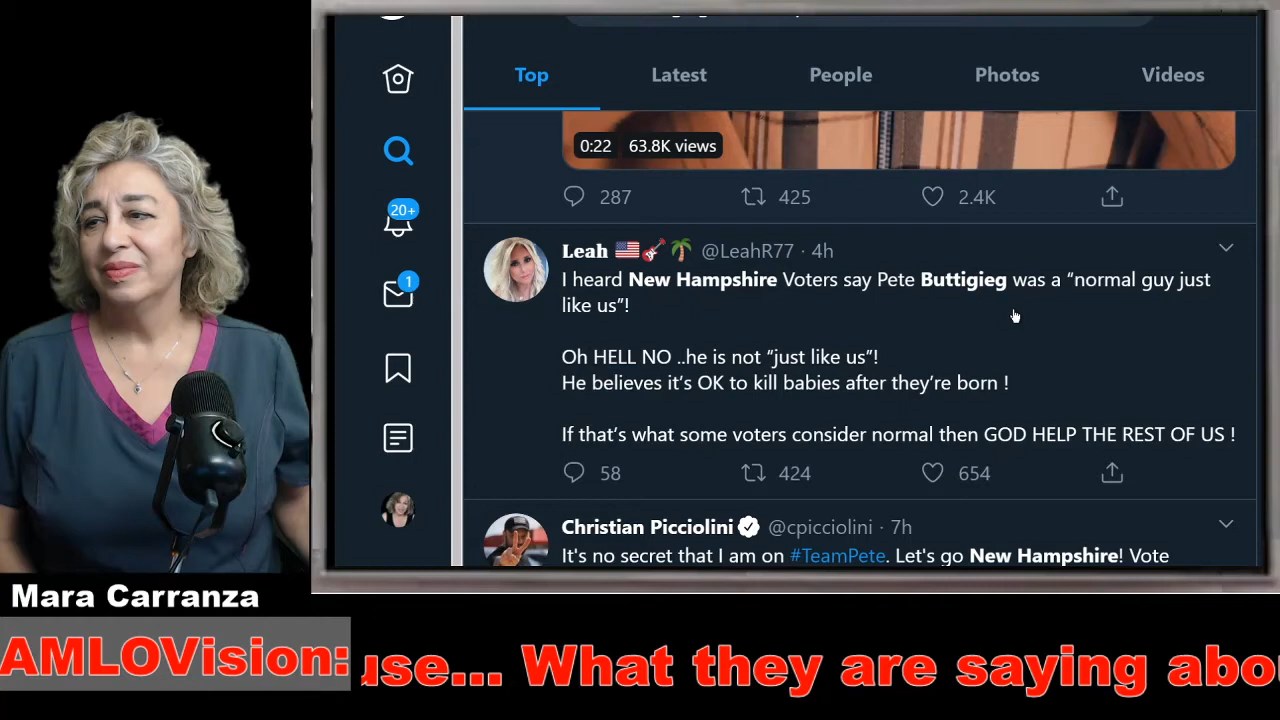 Top Latest People Photos Videos
0:22 63.8K views
287 425 2.4K
20+
Leah @LeahR77 · 4h
I heard New Hampshire Voters say Pete Buttigieg was a “normal guy just
like us”!
1
Oh HELL NO ..he is not “just like us”!
He believes it’s OK to kill babies after they’re born !
If that’s what some voters consider normal then GOD HELP THE REST OF US !
58 424 654
Christian Picciolini @cpicciolini · 7h
It's no secret that I am on #TeamPete. Let's go New Hampshire! Vote
Mara Carranza
AMLOVision: use... What they are saying abo